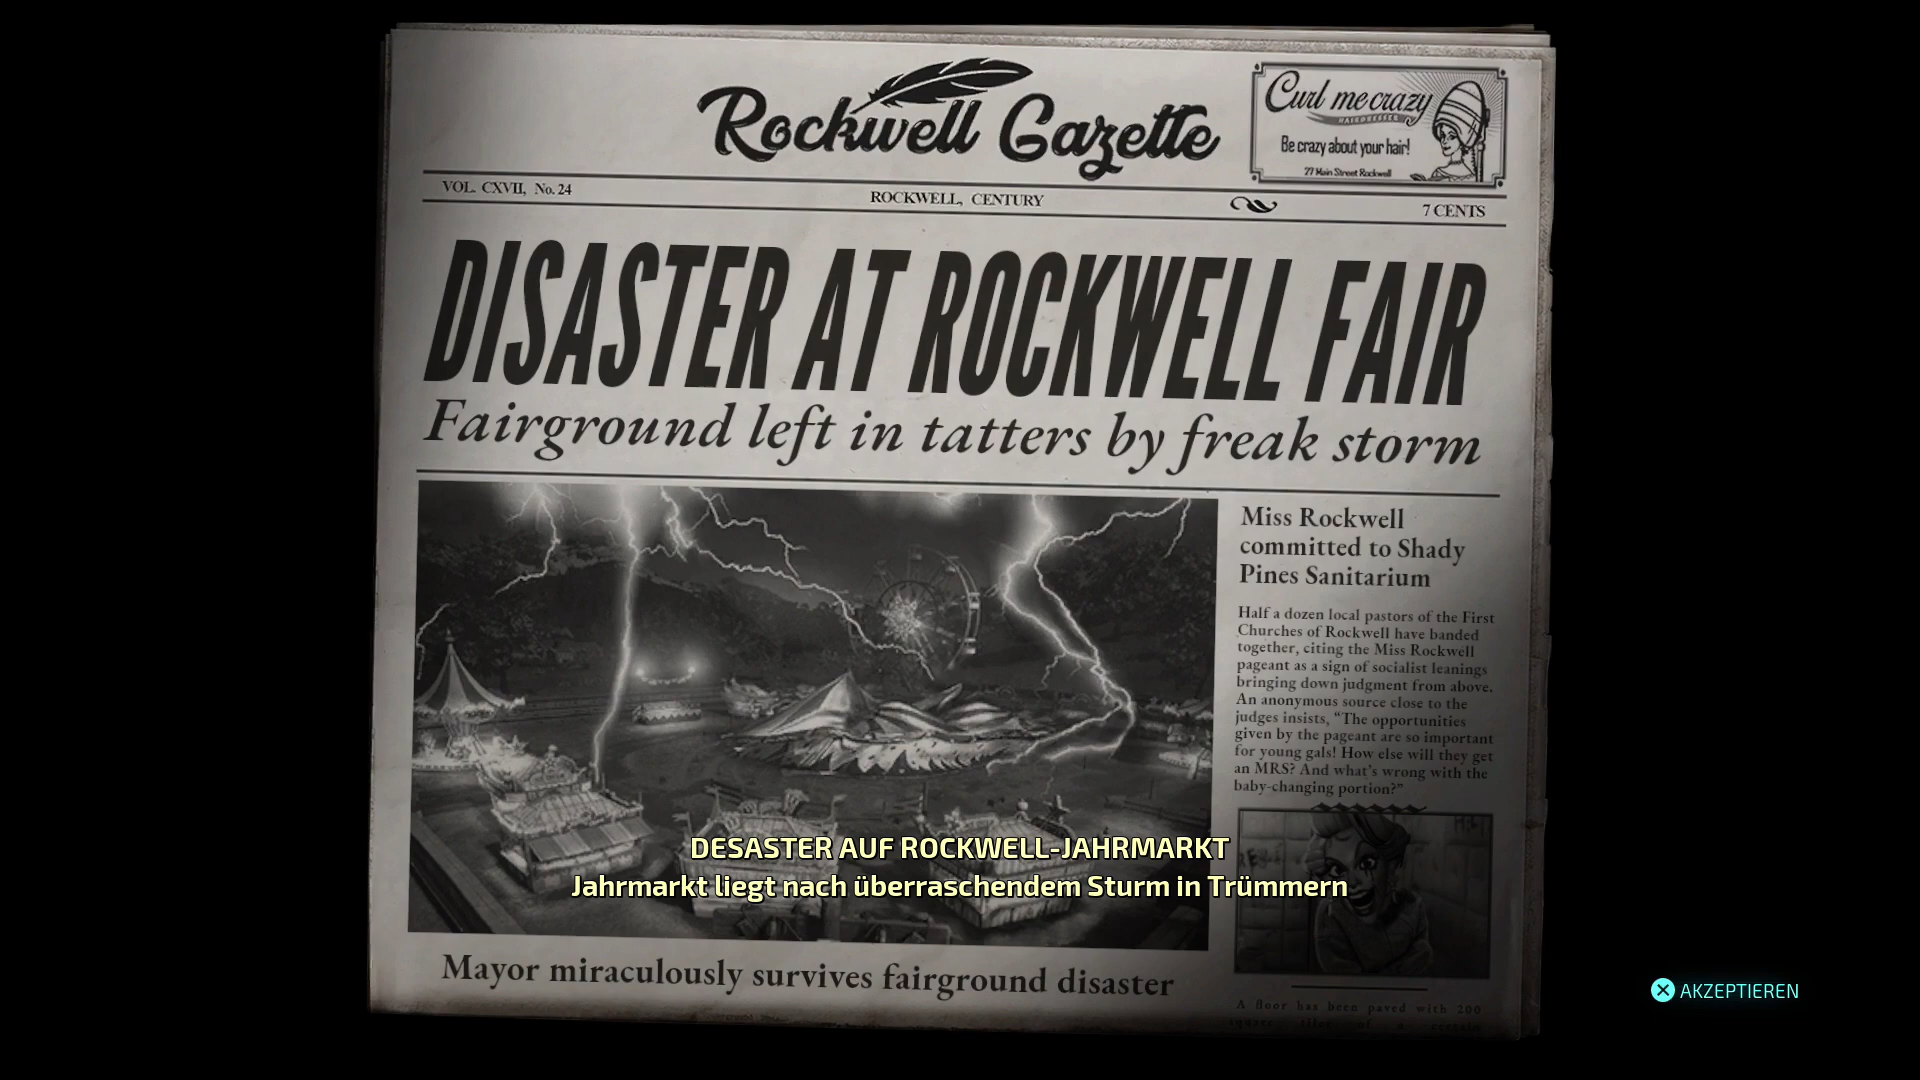 Rockwell Gazette
Curl me crazy
HAIRDRESSER
Be crazy about your hair!
27 Main Street Rockwell
VOL. CXVII, No. 24
ROCKWELL, CENTURY
7 CENTS
DISASTER AT ROCKWELL FAIR
Fairground left in tatters by freak storm
Miss Rockwell
committed to Shady
Pines Sanitarium
Half a dozen local pastors of the First
Churches of Rockwell have banded
together, citing the Miss Rockwell
pageant as a sign of socialist leanings
bringing down judgment from above.
An anonymous source close to the
judges insists, “The opportunities
given by the pageant are so important
for young gals! How else will they get
an MRS? And what’s wrong with the
baby-changing portion?”
DESASTER AUF ROCKWELL-JAHRMARKT
Jahrmarkt liegt nach überraschendem Sturm in Trümmern
Mayor miraculously survives fairground disaster
A floor has been paved with 200
square tiles of a certain
AKZEPTIEREN